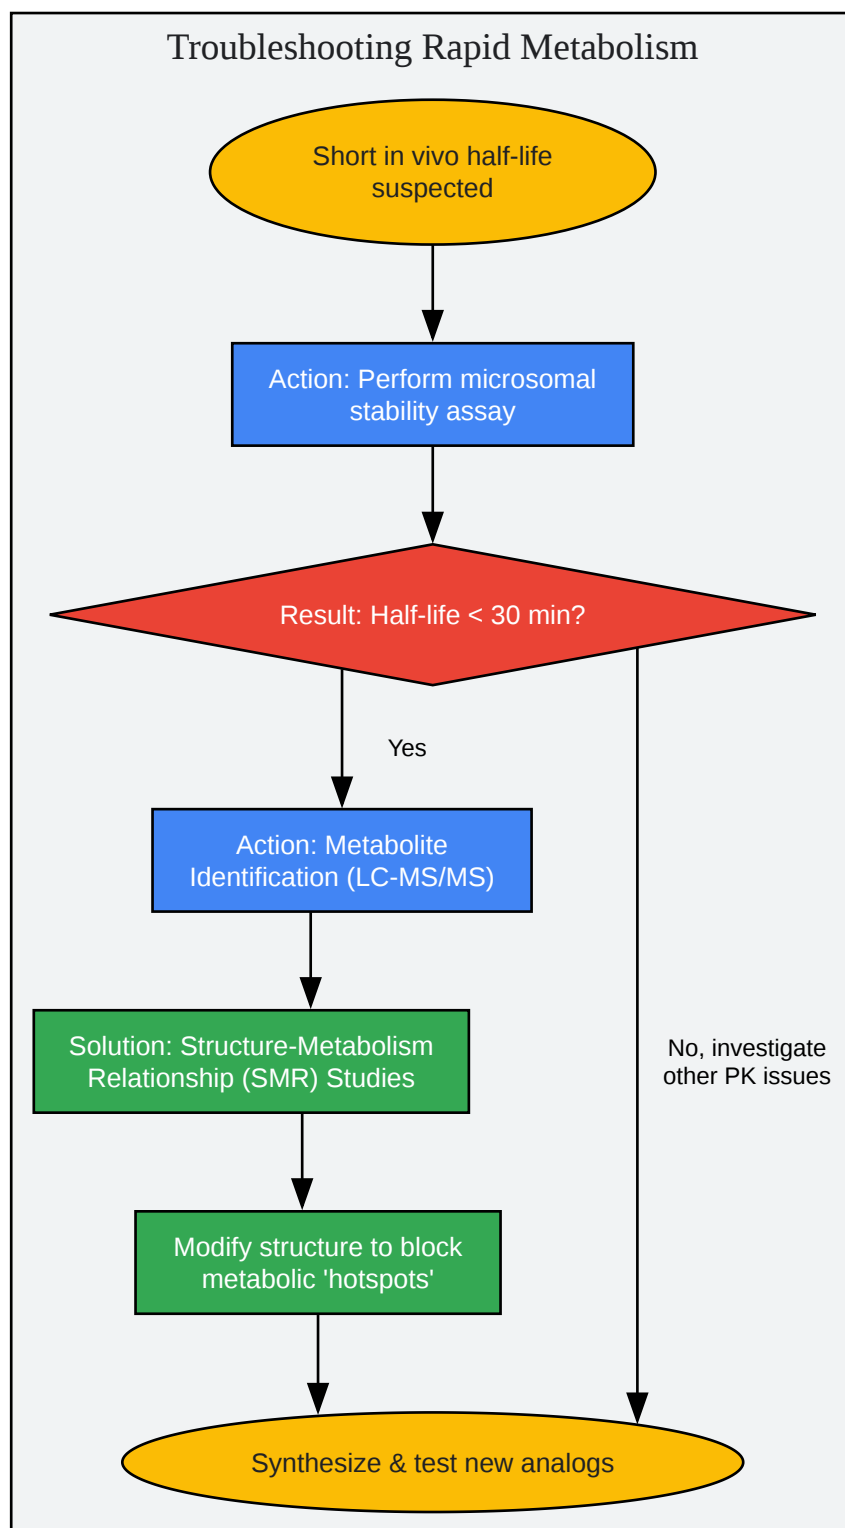 Troubleshooting Rapid Metabolism
Short in vivo half-life
suspected
Action: Perform microsomal
stability assay
Result: Half-life < 30 min?
Yes
Action: Metabolite
Identification (LC-MS/MS)
Solution: Structure-Metabolism
Relationship (SMR) Studies
No, investigate
other PK issues
Modify structure to block
metabolic 'hotspots'
Synthesize & test new analogs